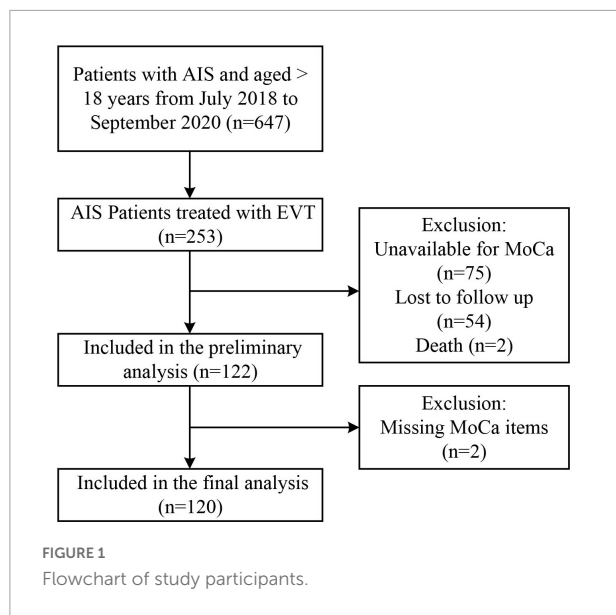 Patients with AIS and aged >
18 years from July 2018 to
September 2020 (n=647)
AIS Patients treated with EVT
(n=253)
Exclusion:
Unavailable for MoCa
(n=75)
Lost to follow up
(n=54)
Death (n=2)
Included in the preliminary
analysis (n=122)
Exclusion:
Missing MoCa items
(n=2)
Included in the final analysis
(n=120)
FIGURE 1
Flowchart of study participants.